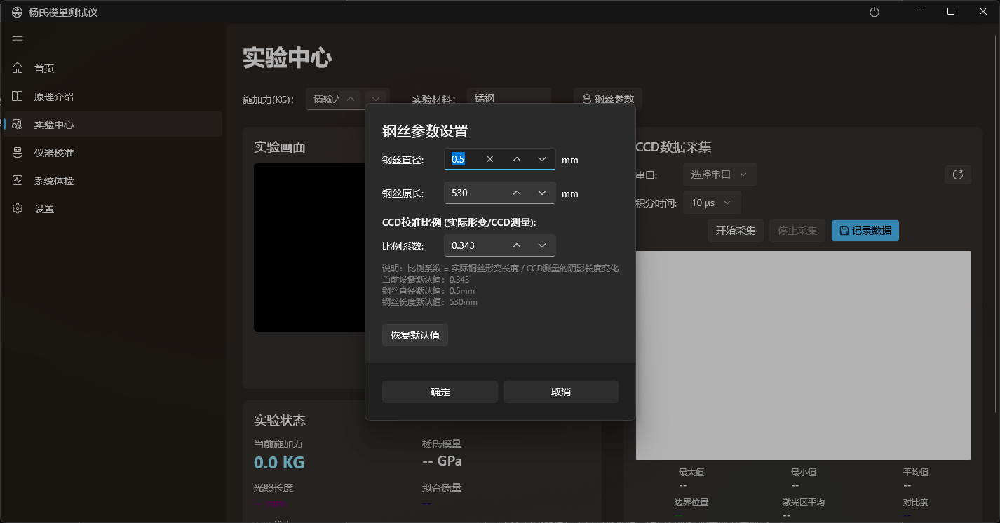 杨氏模量测试仪
首页
原理介绍
实验中心
仪器校准
系统体检
设置
实验中心
施加力(KG):
请输入
实验材料:
锰钢
钢丝参数
实验画面
钢丝参数设置
钢丝直径:
0.5
mm
钢丝原长:
530
mm
CCD校准比例 (实际形变/CCD测量):
比例系数:
0.343
说明：比例系数 = 实际钢丝形变长度 / CCD测量的阴影长度变化
当前设备默认值：0.343
钢丝直径默认值：0.5mm
钢丝长度默认值：530mm
恢复默认值
确定
取消
CCD数据采集
串口:
选择串口
积分时间:
10 μs
开始采集
停止采集
记录数据
最大值
最小值
平均值
--
--
--
边界位置
激光区平均
对比度
--
--
--
实验状态
当前施加力
杨氏模量
0.0 KG
-- GPa
光照长度
拟合质量
--